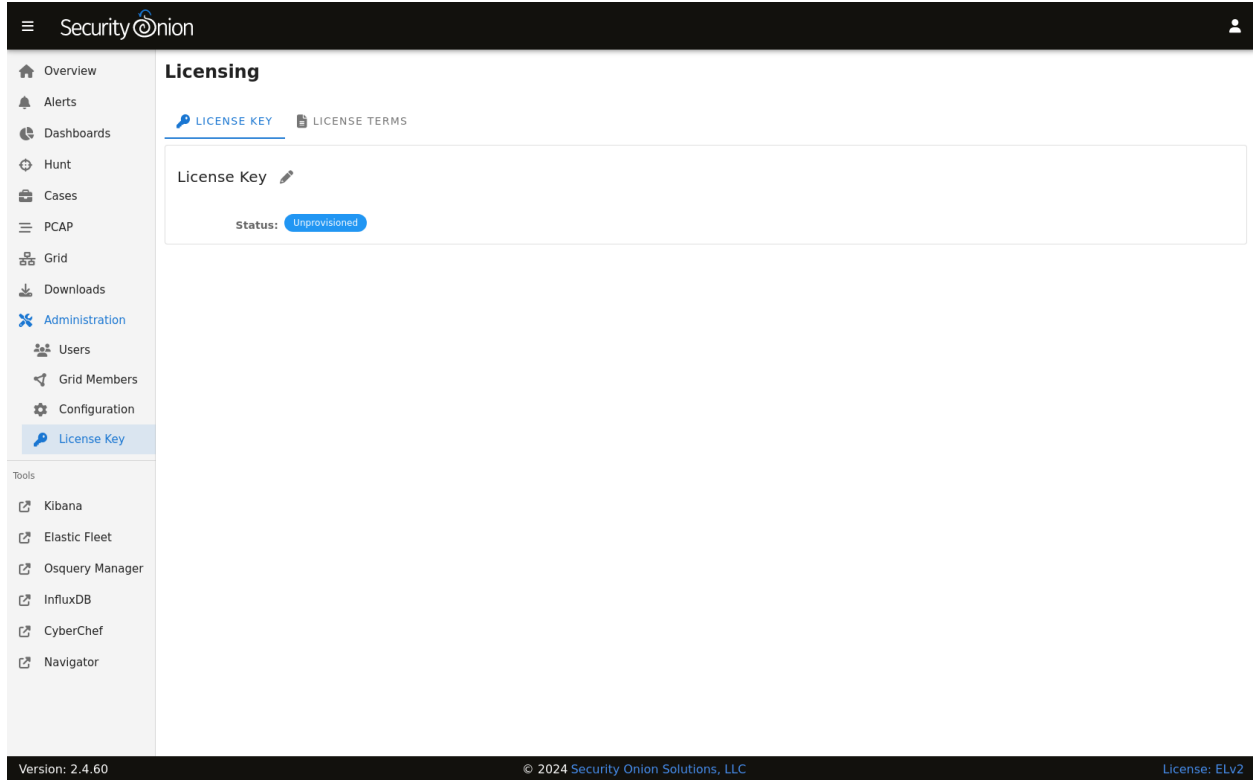 Security Onion
Overview
Alerts
Dashboards
Hunt
Cases
PCAP
Grid
Downloads
Administration
Users
Grid Members
Configuration
License Key
Tools
Kibana
Elastic Fleet
Osquery Manager
InfluxDB
CyberChef
Navigator
Licensing
LICENSE KEY
LICENSE TERMS
License Key
Status: Unprovisioned
Version: 2.4.60
© 2024 Security Onion Solutions, LLC
License: ELv2